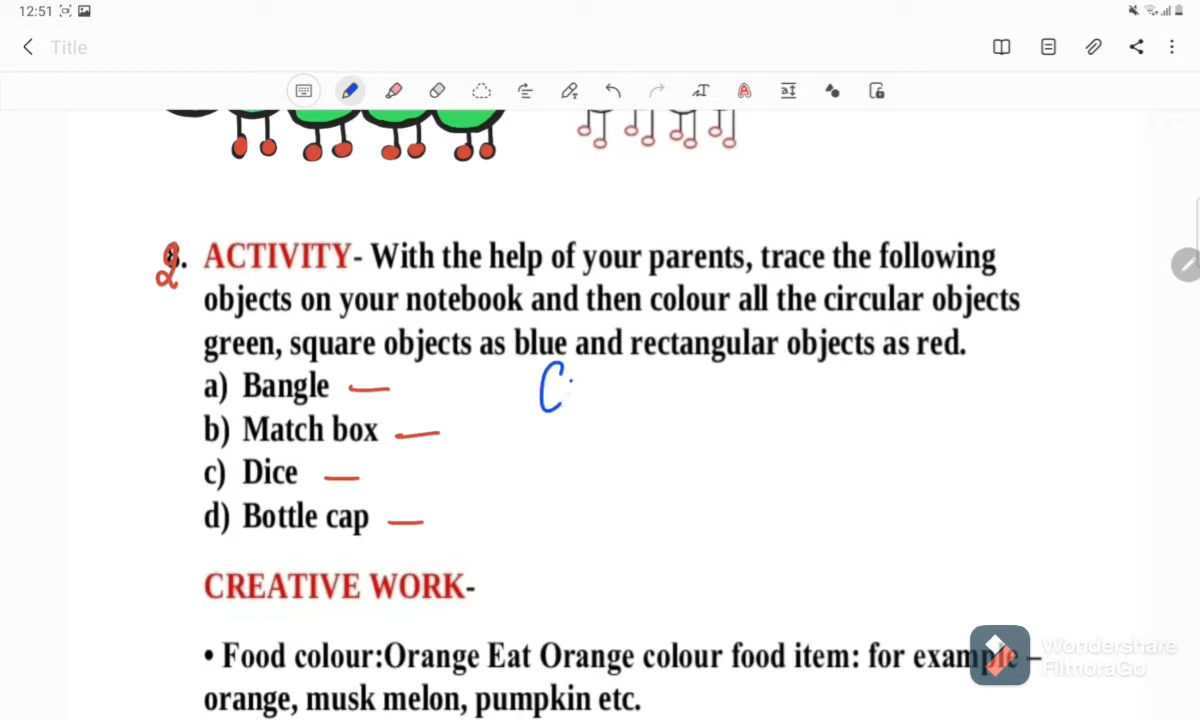 12:51
Title
2. ACTIVITY- With the help of your parents, trace the following
objects on your notebook and then colour all the circular objects
green, square objects as blue and rectangular objects as red.
a) Bangle —
C
b) Match box —
c) Dice —
d) Bottle cap —
CREATIVE WORK-
• Food colour:Orange Eat Orange colour food item: for example –
orange, musk melon, pumpkin etc.
Wondershare
FilmoraGo